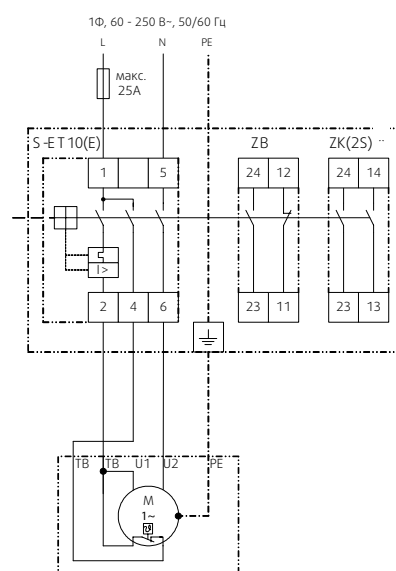 1Ф, 60 - 250 В~, 50/60 Гц
L N PE
макс.
25A
S-ET10(E) ZB ZK(2S)
1 5 24 12 24 14
I>
2 4 6 23 11 23 13
TB TB U1 U2 PE
M
1~